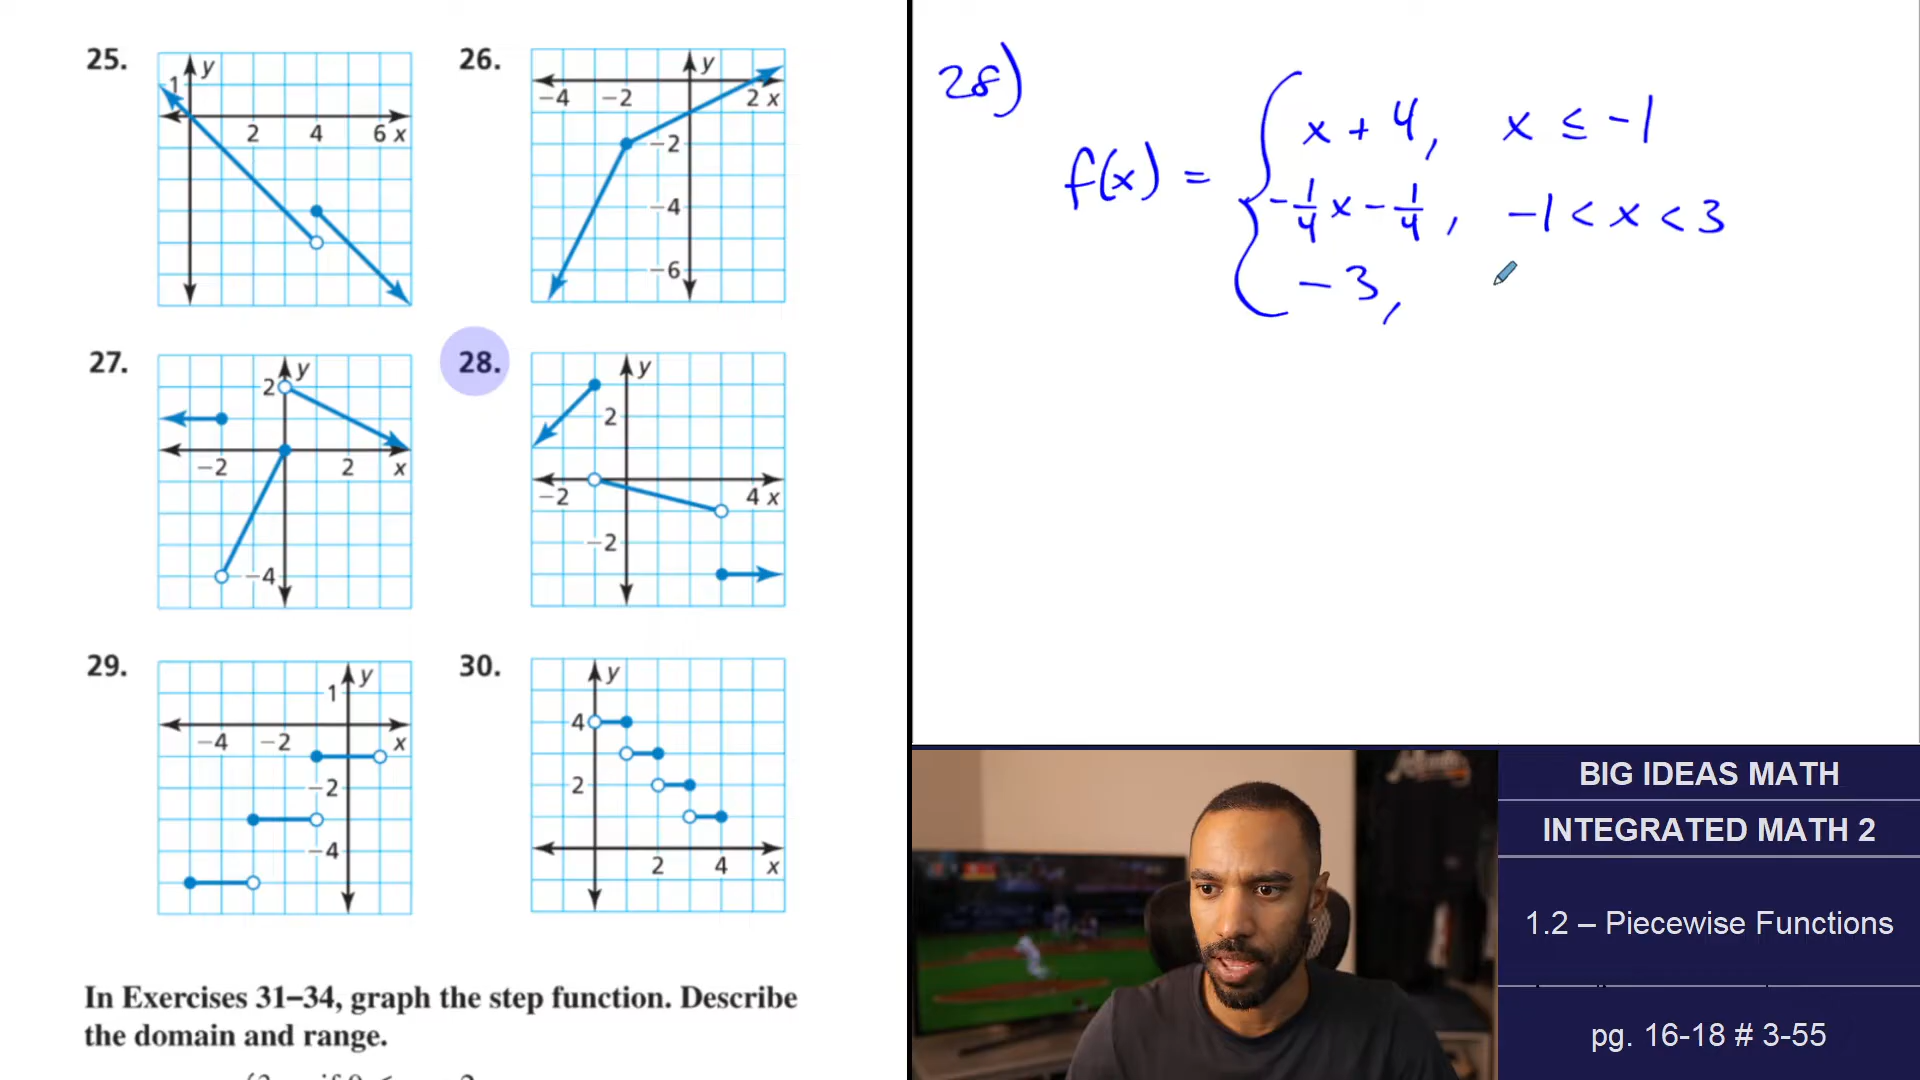 25.
y
1
2 4 6 x
26.
y
-4 -2 2 x
-2
-4
-6
27.
y
2
-2 2 x
-4
28.
y
2
-2 4 x
-2
29.
y
1
-4 -2 x
-2
-4
30.
y
4
2
2 4 x
In Exercises 31–34, graph the step function. Describe
the domain and range.
28)
f(x) = { x + 4, x ≤ -1
-1/4 x - 1/4, -1 < x < 3
-3,
BIG IDEAS MATH
INTEGRATED MATH 2
1.2 – Piecewise Functions
pg. 16-18 # 3-55